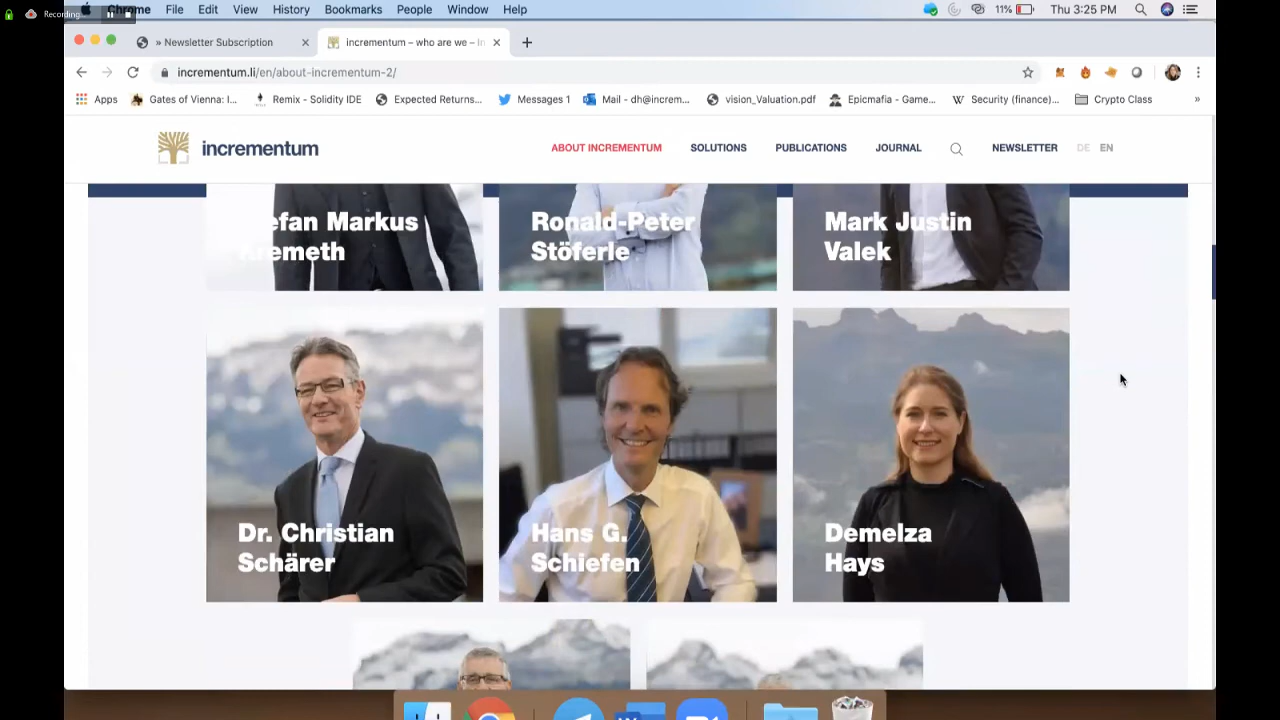 Recording...
Chrome File Edit View History Bookmarks People Window Help 11% Thu 3:25 PM
» Newsletter Subscription incrementum – who are we – In
incrementum.li/en/about-incrementum-2/
Apps Gates of Vienna: I... Remix - Solidity IDE Expected Returns... Messages 1 Mail - dh@increm... vision_Valuation.pdf Epicmafia - Game... Security (finance)... Crypto Class »
incrementum ABOUT INCREMENTUM SOLUTIONS PUBLICATIONS JOURNAL NEWSLETTER DE EN
efan Markus
Kremeth
Ronald-Peter
Stöferle
Mark Justin
Valek
Dr. Christian
Schärer
Hans G.
Schiefen
Demelza
Hays